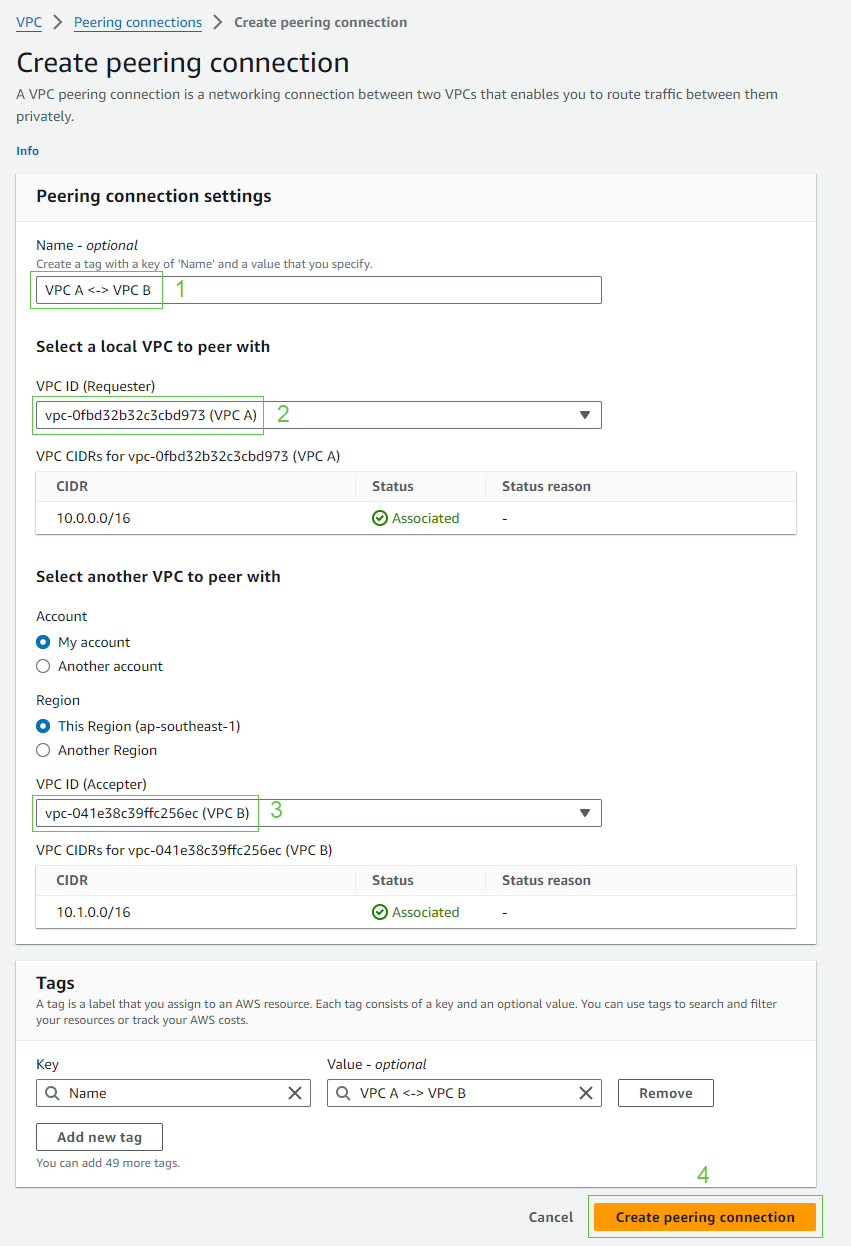 VPC > Peering connections > Create peering connection
Create peering connection
A VPC peering connection is a networking connection between two VPCs that enables you to route traffic between them
privately.
Info
Peering connection settings
Name - optional
Create a tag with a key of 'Name' and a value that you specify.
VPC A <-> VPC B 1
Select a local VPC to peer with
VPC ID (Requester)
vpc-0fbd32b32c3cbd973 (VPC A) 2
VPC CIDRs for vpc-0fbd32b32c3cbd973 (VPC A)
CIDR Status Status reason
10.0.0.0/16 Associated -
Select another VPC to peer with
Account
My account
Another account
Region
This Region (ap-southeast-1)
Another Region
VPC ID (Accepter)
vpc-041e38c39ffc256ec (VPC B) 3
VPC CIDRs for vpc-041e38c39ffc256ec (VPC B)
CIDR Status Status reason
10.1.0.0/16 Associated -
Tags
A tag is a label that you assign to an AWS resource. Each tag consists of a key and an optional value. You can use tags to search and filter
your resources or track your AWS costs.
Key Value - optional
Name VPC A <-> VPC B Remove
Add new tag
You can add 49 more tags.
4
Cancel Create peering connection